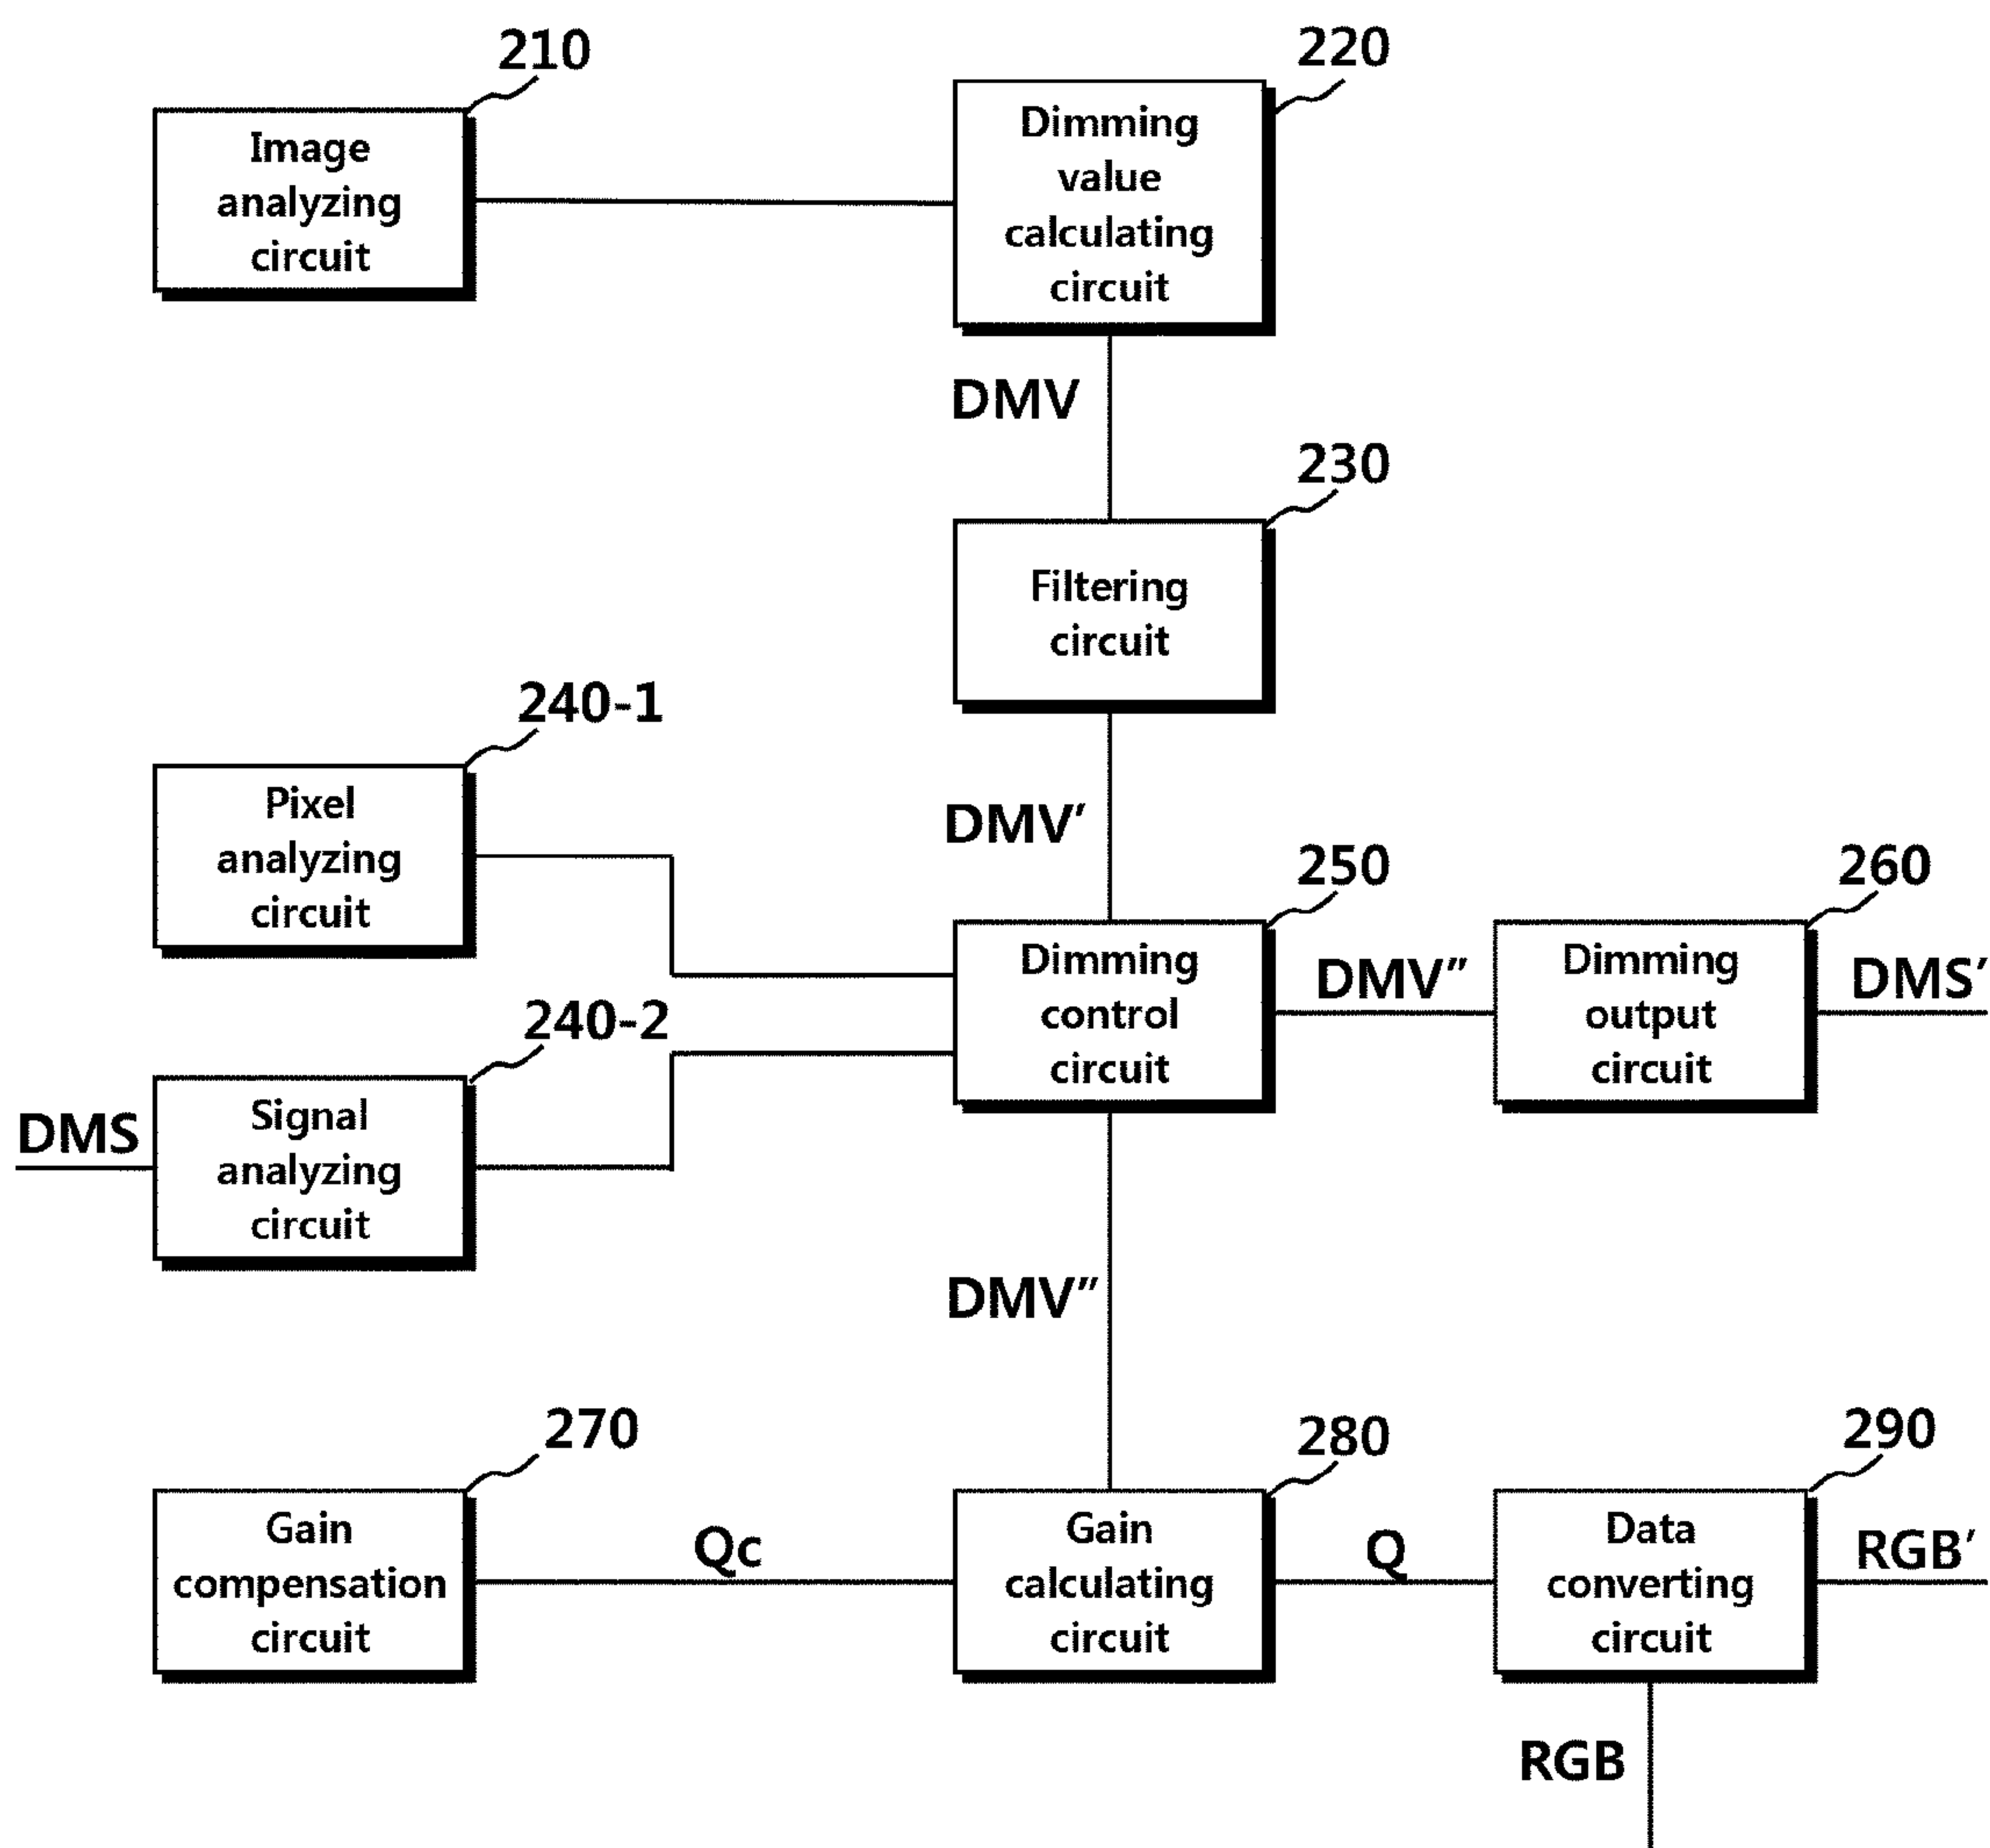 210
220
Image
analyzing
circuit
Dimming
value
calculating
circuit
DMV
230
Filtering
circuit
240-1
Pixel
analyzing
circuit
DMV′
250
260
Dimming
control
circuit
DMV″
Dimming
output
circuit
DMS′
240-2
DMS
Signal
analyzing
circuit
DMV″
270
280
290
Gain
compensation
circuit
Qc
Gain
calculating
circuit
Q
Data
converting
circuit
RGB′
RGB